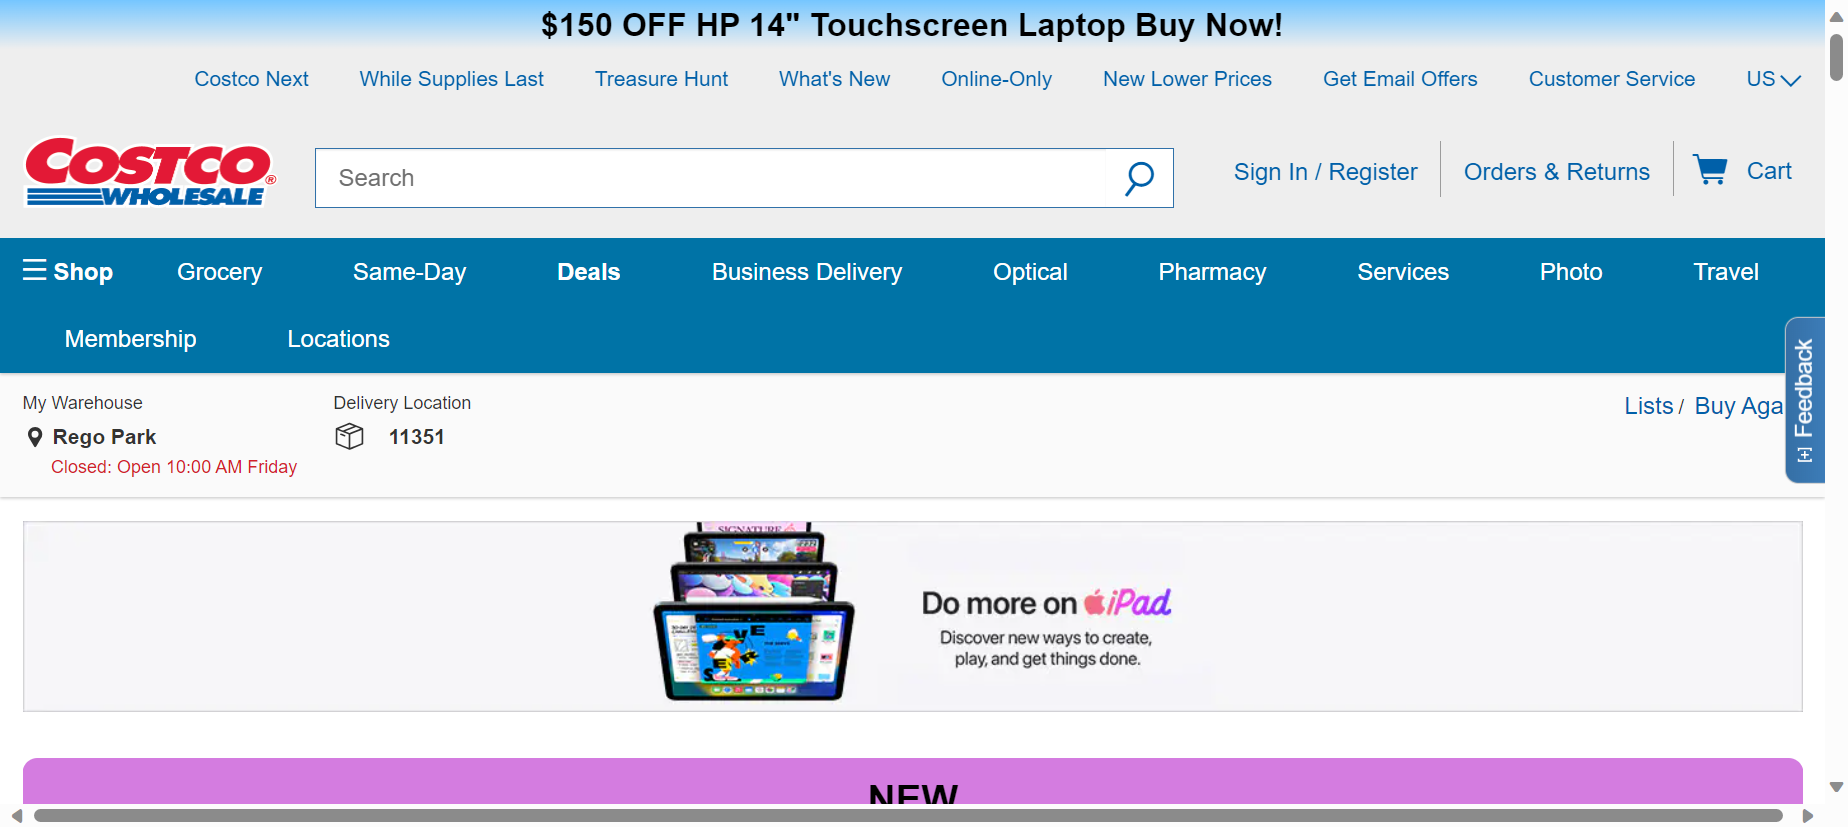 $150 OFF HP 14" Touchscreen Laptop Buy Now!
Costco Next While Supplies Last Treasure Hunt What's New Online-Only New Lower Prices Get Email Offers Customer Service US
COSTCO WHOLESALE ®
Search
Sign In / Register Orders & Returns Cart
Shop Grocery Same-Day Deals Business Delivery Optical Pharmacy Services Photo Travel
Membership Locations
My Warehouse
Rego Park
Closed: Open 10:00 AM Friday
Delivery Location
11351
Lists / Buy Aga
[+] Feedback
SIGNATURE
Do more on iPad
Discover new ways to create,
play, and get things done.
NEW